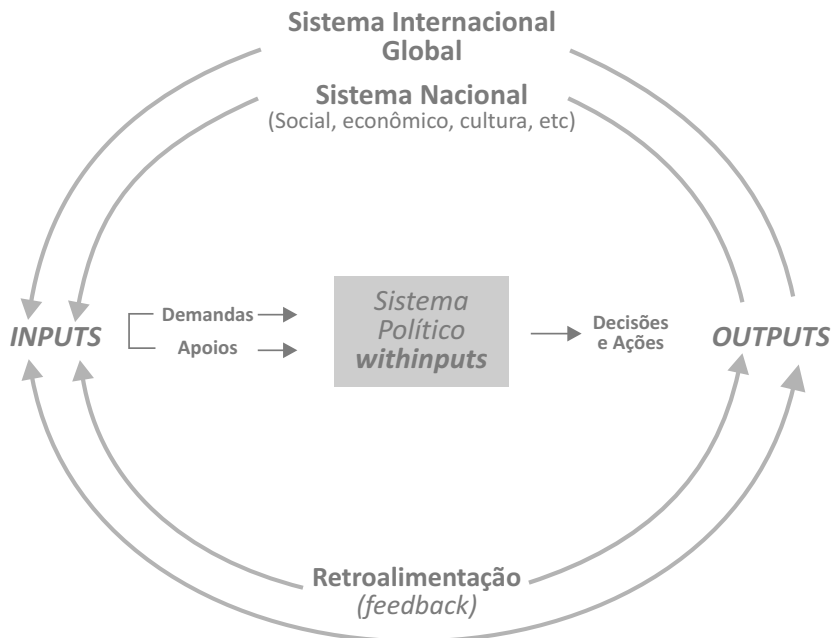 Sistema Internacional
Global
Sistema Nacional
(Social, econômico, cultura, etc)
INPUTS
Demandas
Apoios
Sistema
Político
withinputs
Decisões
e Ações
OUTPUTS
Retroalimentação
(feedback)